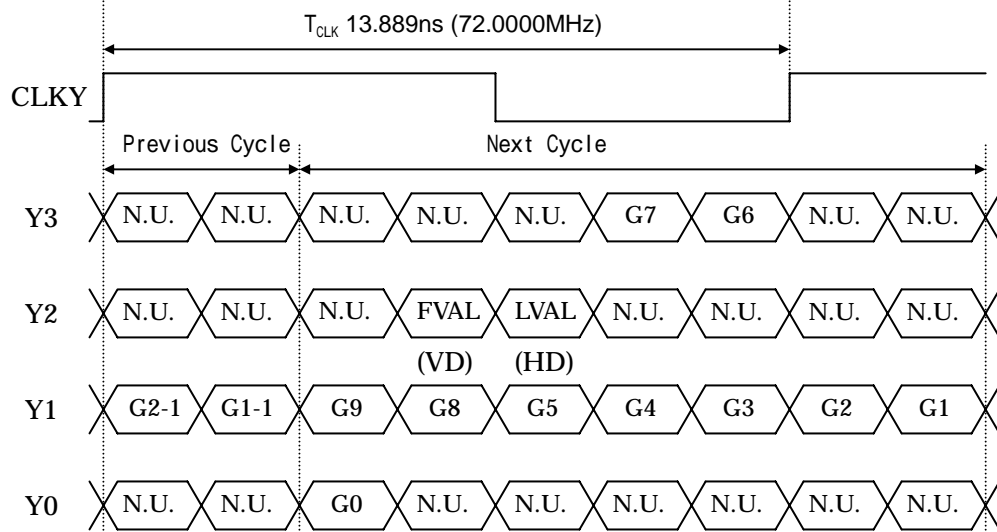 T_CLK 13.889ns (72.0000MHz)
CLKY
Previous Cycle Next Cycle
Y3 N.U. N.U. N.U. N.U. N.U. G7 G6 N.U. N.U.
Y2 N.U. N.U. N.U. FVAL LVAL N.U. N.U. N.U. N.U.
(VD) (HD)
Y1 G2-1 G1-1 G9 G8 G5 G4 G3 G2 G1
Y0 N.U. N.U. G0 N.U. N.U. N.U. N.U. N.U. N.U.